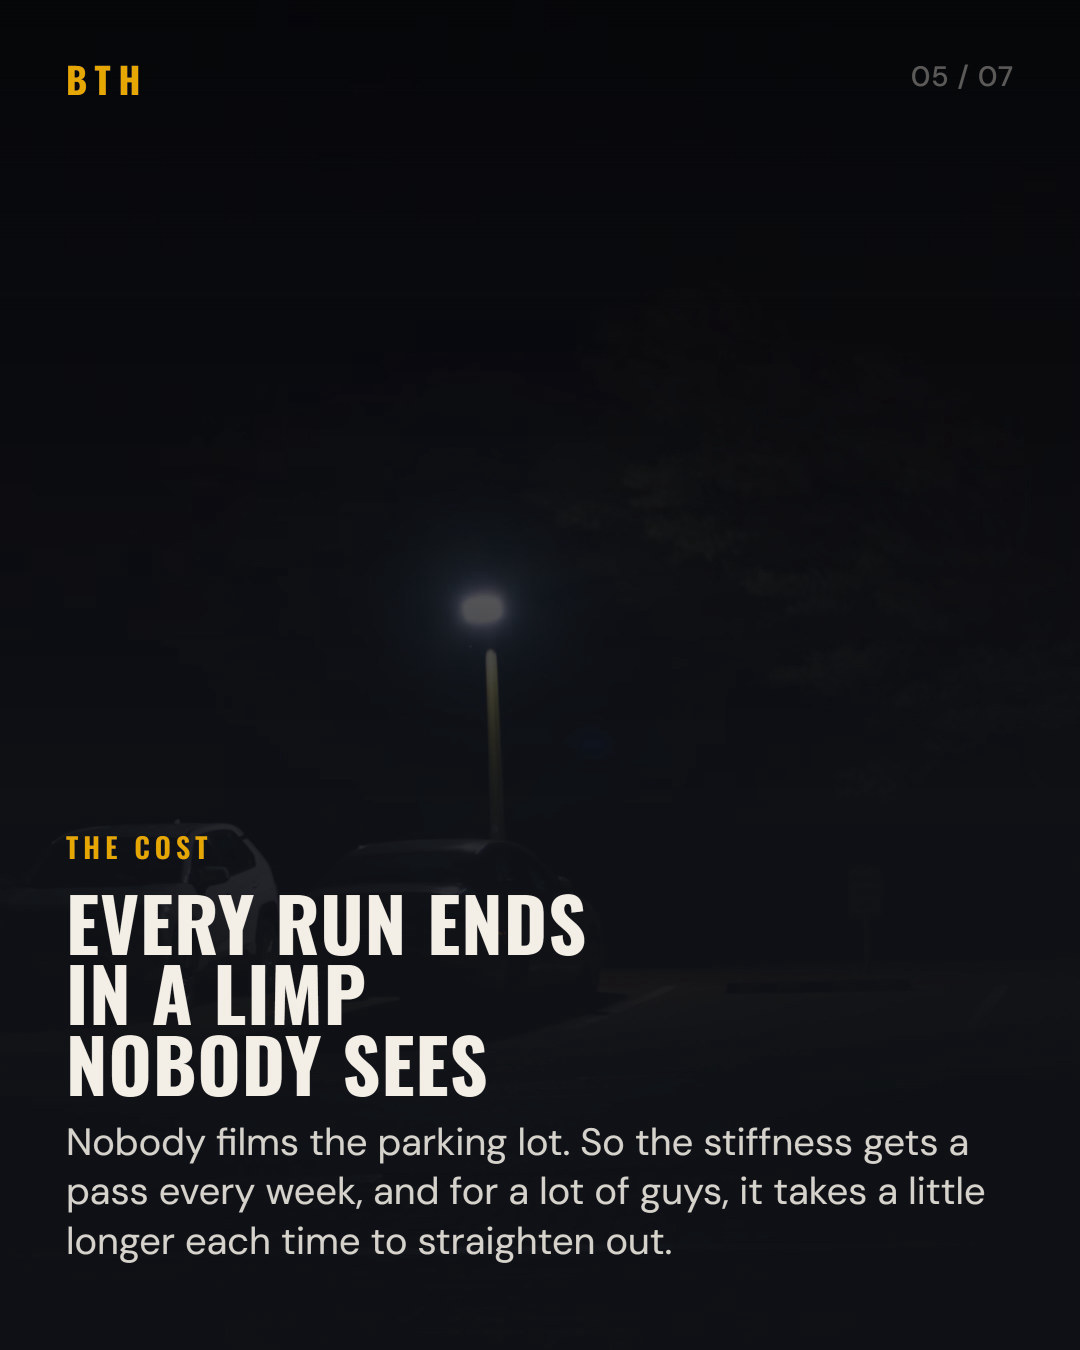 BTH
05 / 07
THE COST
EVERY RUN ENDS
IN A LIMP
NOBODY SEES
Nobody films the parking lot. So the stiffness gets a
pass every week, and for a lot of guys, it takes a little
longer each time to straighten out.